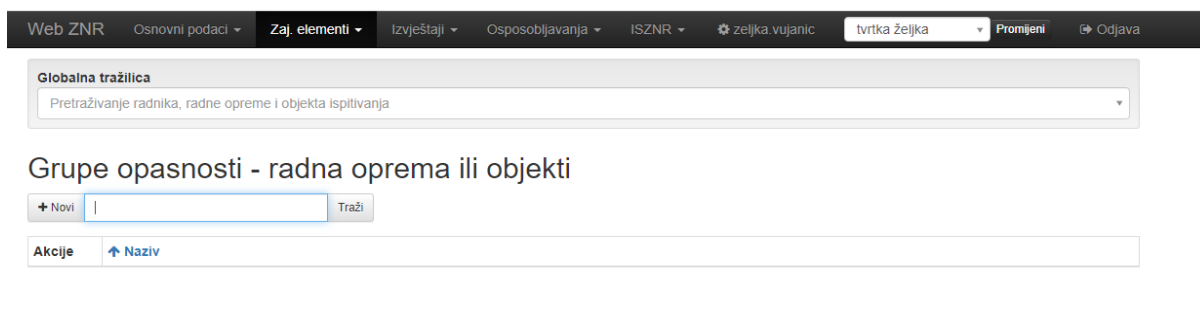 Web ZNR Osnovni podaci Zaj. elementi Izvještaji Osposobljavanja ISZNR zeljka.vujanic tvrtka željka Promijeni Odjava
Globalna tražilica
Pretraživanje radnika, radne opreme i objekta ispitivanja
Grupe opasnosti - radna oprema ili objekti
+ Novi Traži
Akcije Naziv